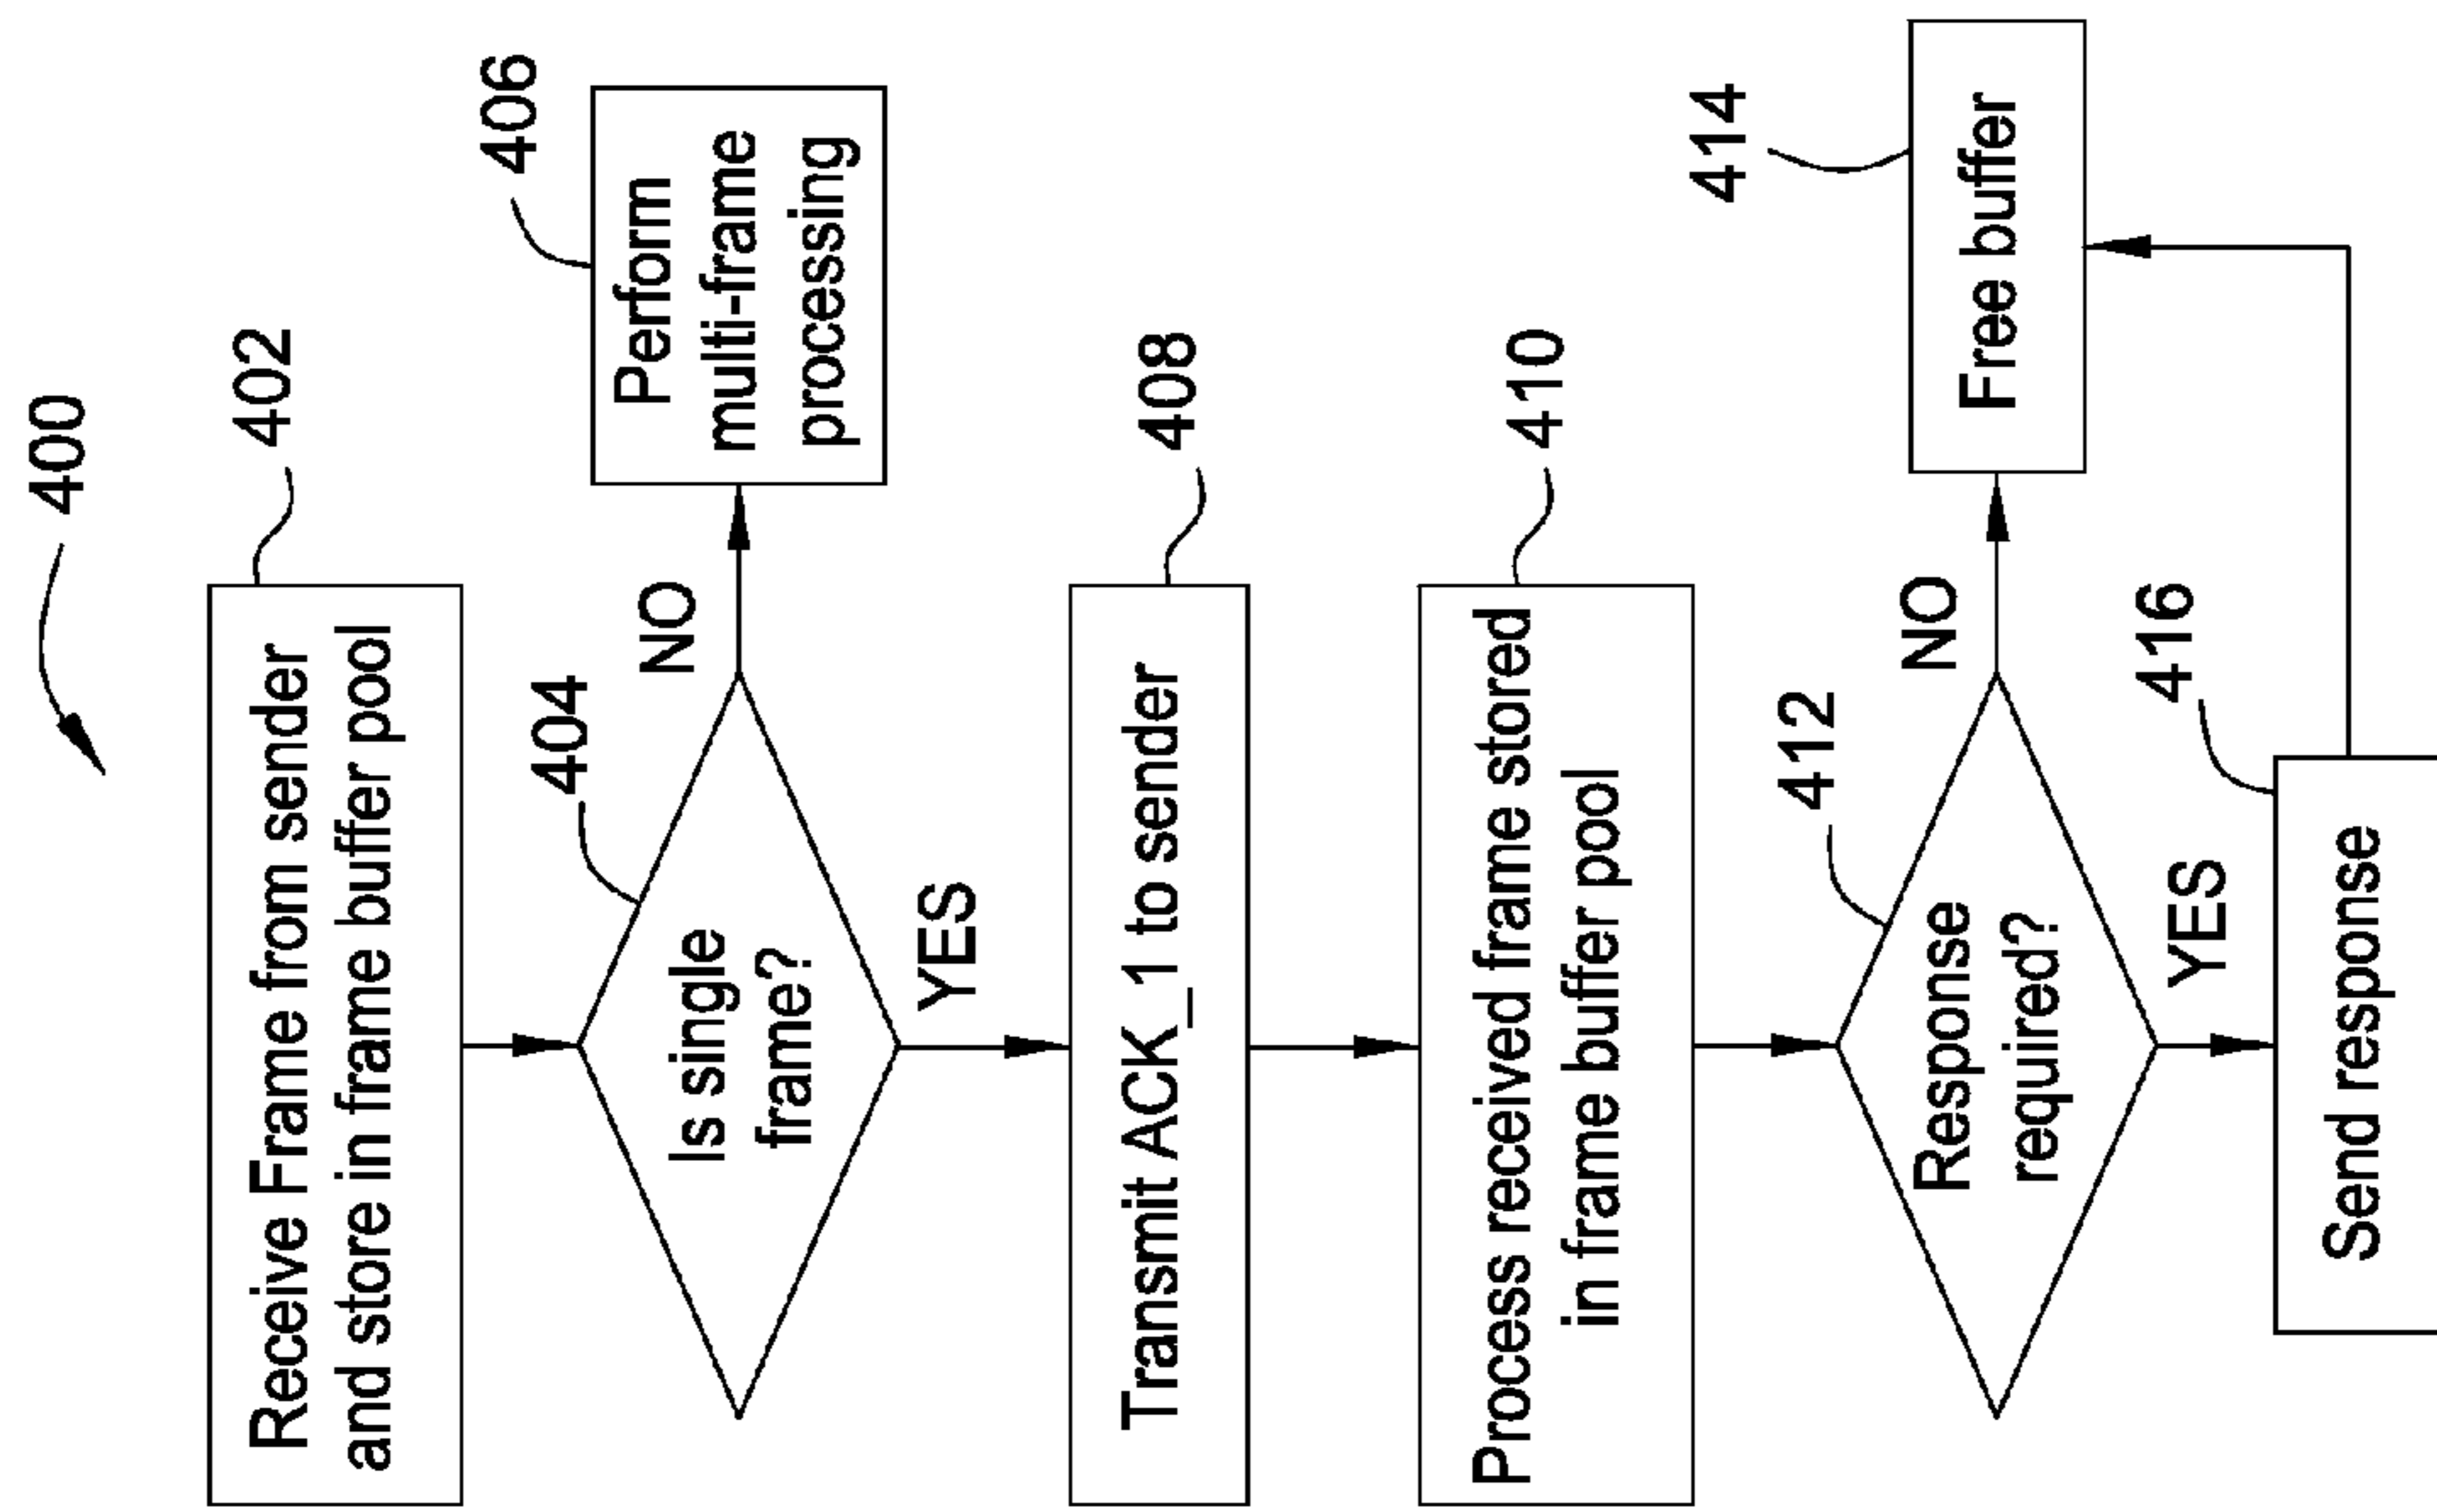 400
402
Receive Frame from sender
and store in frame buffer pool
404
Is single
frame?
NO
406
Perform
multi-frame
processing
YES
408
Transmit ACK_1 to sender
410
Process received frame stored
in frame buffer pool
412
Response
required?
NO
414
Free buffer
YES
416
Send response